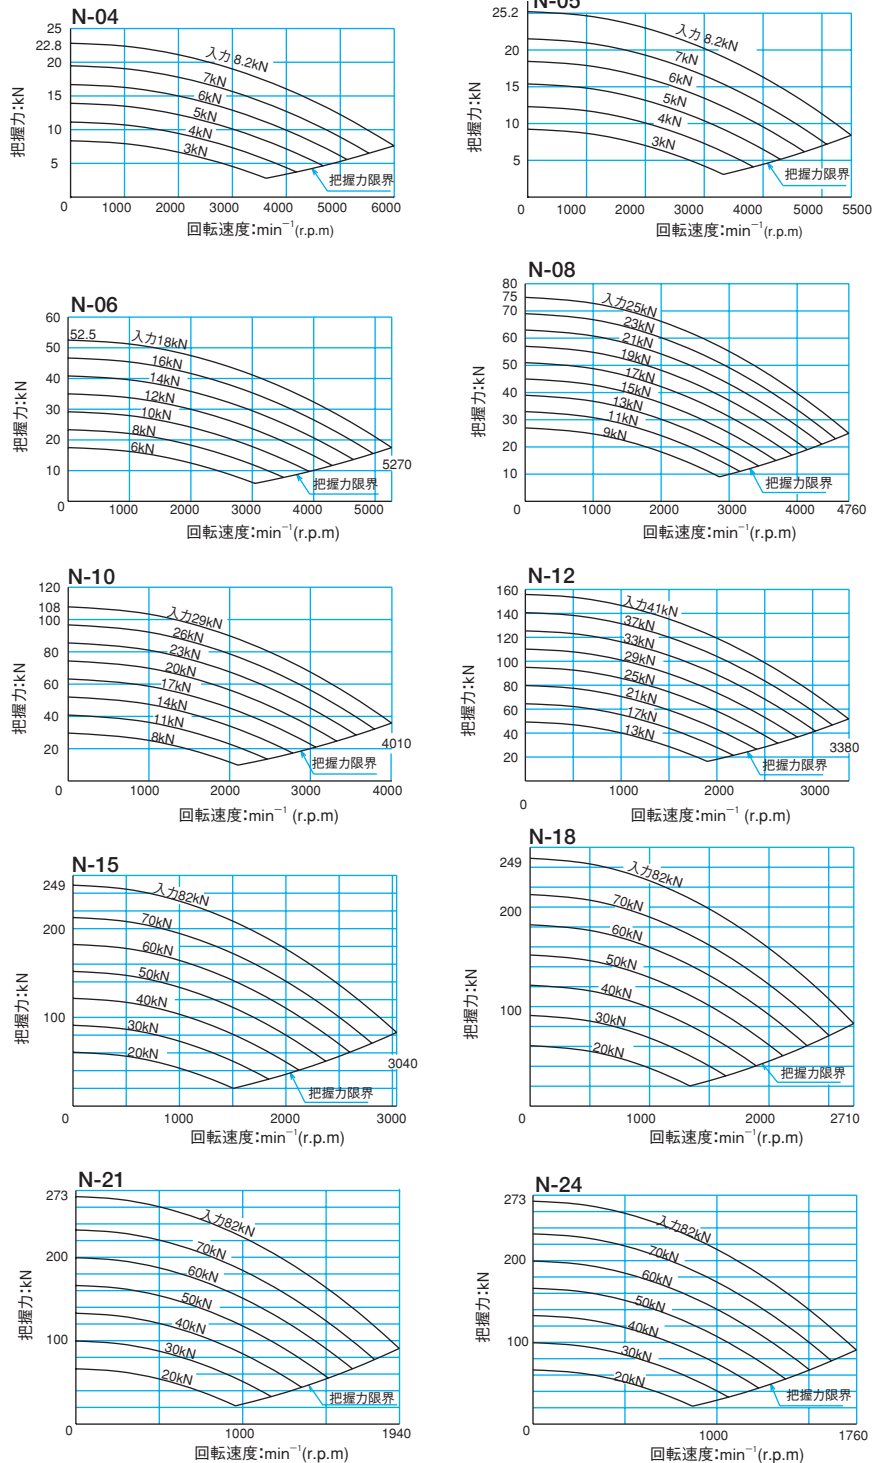 N-04
25
22.8
20
15
10
5
0
把握力:kN
入力 8.2kN
7kN
6kN
5kN
4kN
3kN
把握力限界
1000
2000
3000
4000
5000
6000
回転速度:min⁻¹(r.p.m)
N-05
25.2
20
15
10
5
0
把握力:kN
入力 8.2kN
7kN
6kN
5kN
4kN
3kN
把握力限界
1000
2000
3000
4000
5000
5500
回転速度:min⁻¹(r.p.m)
N-06
60
52.5
50
40
30
20
10
0
把握力:kN
入力18kN
16kN
14kN
12kN
10kN
8kN
6kN
把握力限界
5270
1000
2000
3000
4000
5000
回転速度:min⁻¹(r.p.m)
N-08
80
75
70
60
50
40
30
20
10
0
把握力:kN
入力25kN
23kN
21kN
19kN
17kN
15kN
13kN
11kN
9kN
把握力限界
1000
2000
3000
4000
4760
回転速度:min⁻¹(r.p.m)
N-10
120
108
100
80
60
40
20
0
把握力:kN
入力29kN
26kN
23kN
20kN
17kN
14kN
11kN
8kN
把握力限界
4010
1000
2000
3000
4000
回転速度:min⁻¹ (r.p.m)
N-12
160
140
120
100
80
60
40
20
0
把握力:kN
入力41kN
37kN
33kN
29kN
25kN
21kN
17kN
13kN
把握力限界
3380
1000
2000
3000
回転速度:min⁻¹ (r.p.m)
N-15
249
200
100
0
把握力:kN
入力82kN
70kN
60kN
50kN
40kN
30kN
20kN
把握力限界
3040
1000
2000
3000
回転速度:min⁻¹(r.p.m)
N-18
0
249
200
100
0
把握力:kN
入力82kN
70kN
60kN
50kN
40kN
30kN
20kN
把握力限界
1000
2000
2710
回転速度:min⁻¹(r.p.m)
N-21
273
200
100
0
把握力:kN
入力82kN
70kN
60kN
50kN
40kN
30kN
20kN
把握力限界
1000
1940
回転速度:min⁻¹(r.p.m)
N-24
273
200
100
0
把握力:kN
入力82kN
70kN
60kN
50kN
40kN
30kN
20kN
把握力限界
1000
1760
回転速度:min⁻¹(r.p.m)